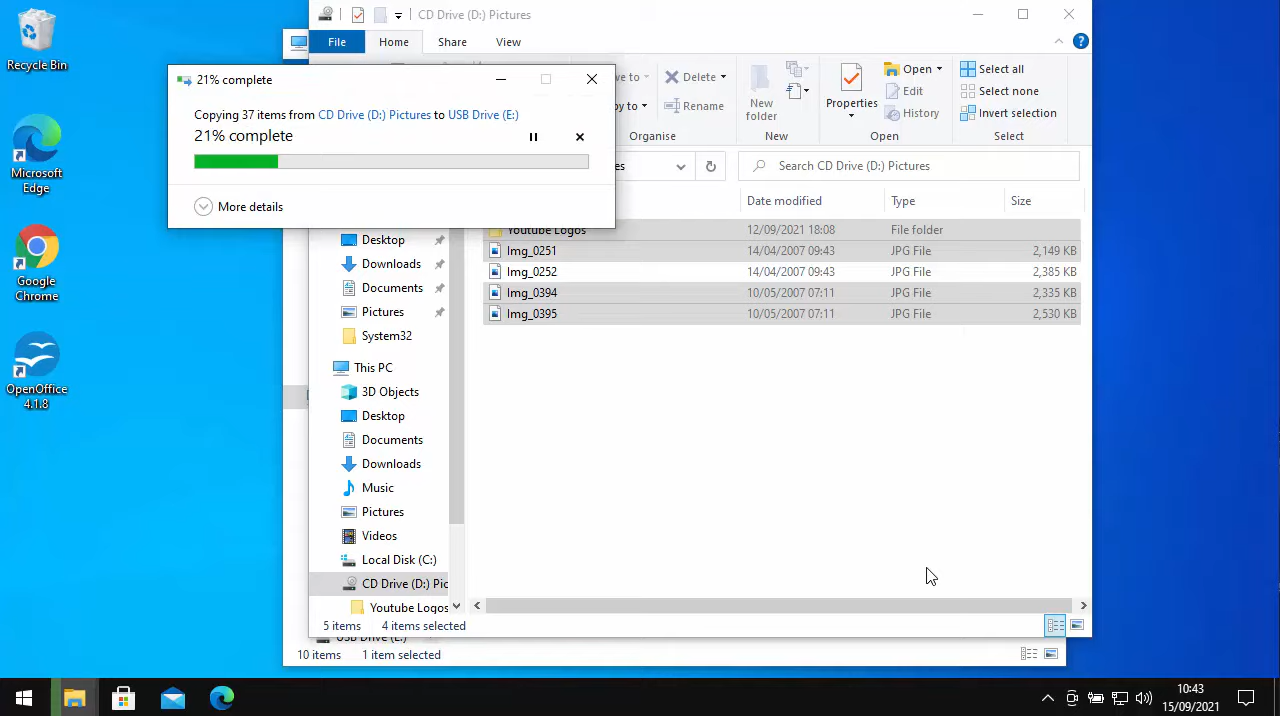 Recycle Bin
Microsoft
Edge
Google
Chrome
OpenOffice
4.1.8
CD Drive (D:) Pictures
File
Home
Share
View
Delete
Rename
Organise
New
folder
New
Properties
Open
Edit
History
Open
Select all
Select none
Invert selection
Select
21% complete
Copying 37 items from CD Drive (D:) Pictures to USB Drive (E:)
21% complete
More details
Search CD Drive (D:) Pictures
Date modified
Type
Size
Youtube Logos 12/09/2021 18:08 File folder
Img_0251 14/04/2007 09:43 JPG File 2,149 KB
Img_0252 14/04/2007 09:43 JPG File 2,385 KB
Img_0394 10/05/2007 07:11 JPG File 2,335 KB
Img_0395 10/05/2007 07:11 JPG File 2,530 KB
Desktop
Downloads
Documents
Pictures
System32
This PC
3D Objects
Desktop
Documents
Downloads
Music
Pictures
Videos
Local Disk (C:)
CD Drive (D:) Pic
Youtube Logos
5 items 4 items selected
USB Drive (E:)
10 items 1 item selected
10:43
15/09/2021